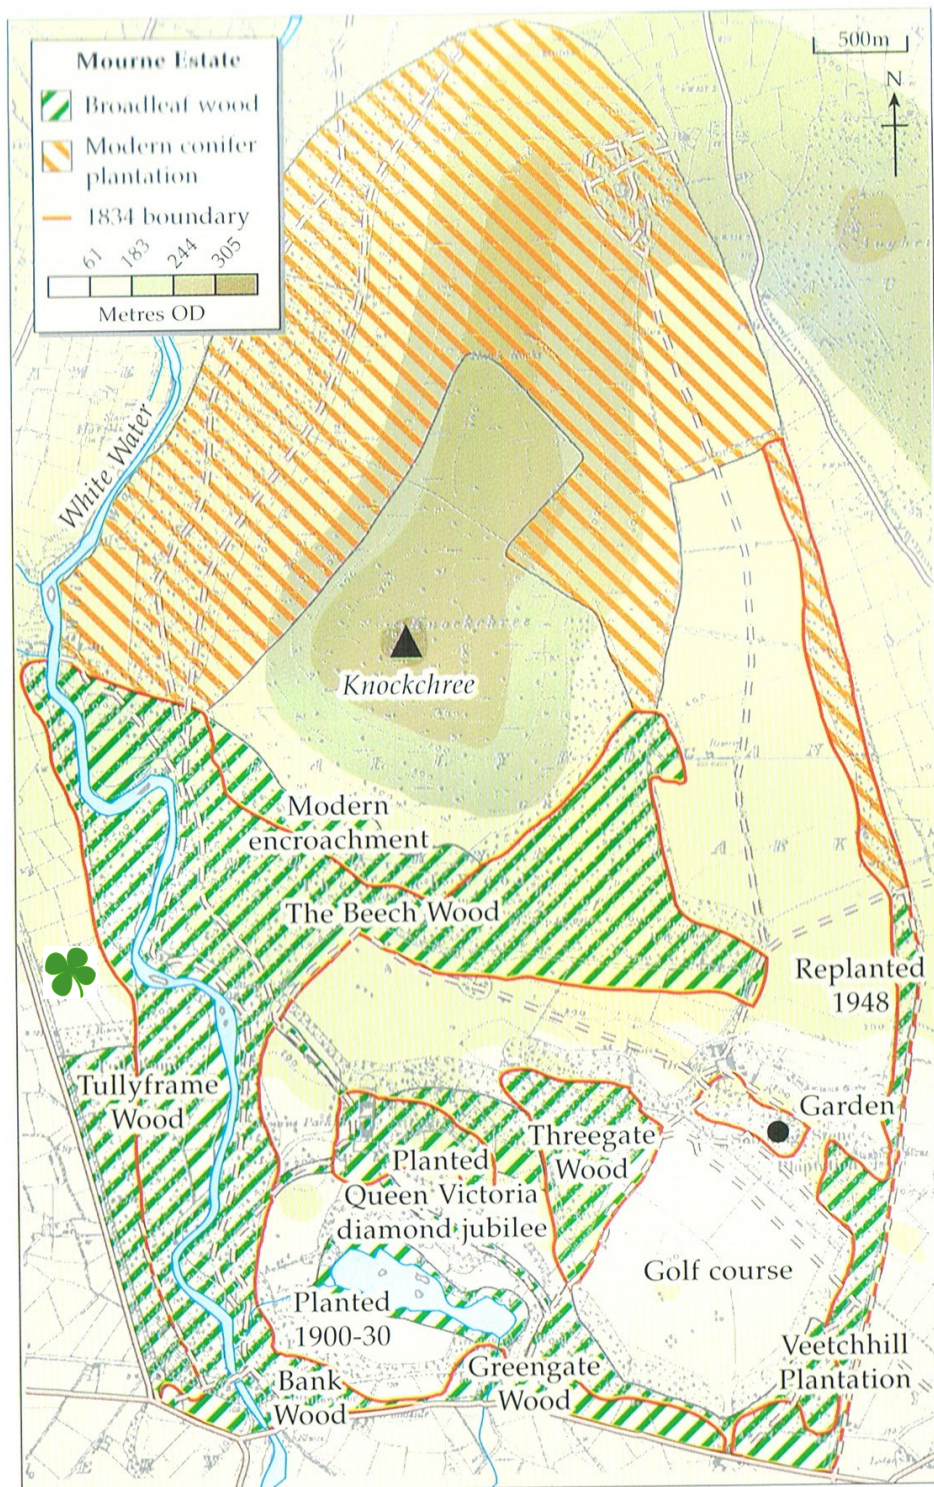 Mourne Estate
Broadleaf wood
Modern conifer
plantation
1834 boundary
61 183 244 305
Metres OD
500m
N
White Water
Knockchree
Knockchree
Modern
encroachment
The Beech Wood
Replanted
1948
Tullyframe
Wood
Garden
Threegate
Wood
Planted
Queen Victoria
diamond jubilee
Golf course
Planted
1900-30
Veetchhill
Plantation
Greengate
Wood
Bank
Wood